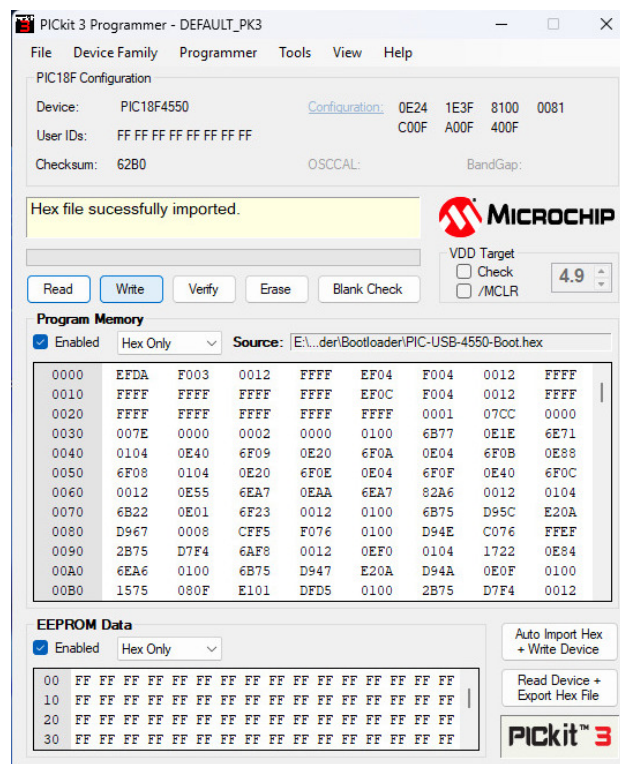 PICkit 3 Programmer - DEFAULT_PK3
File Device Family Programmer Tools View Help
PIC18F Configuration
Device: PIC18F4550 Configuration: 0E24 1E3F 8100 0081
User IDs: FF FF FF FF FF FF FF FF C00F A00F 400F
Checksum: 62B0 OSCCAL: BandGap:
Hex file sucessfully imported.
MICROCHIP
VDD Target
Check
/MCLR
4.9
Read Write Verify Erase Blank Check
Program Memory
Enabled Hex Only Source: E:\...der\Bootloader\PIC-USB-4550-Boot.hex
0000 EFDA F003 0012 FFFF EF04 F004 0012 FFFF
0010 FFFF FFFF FFFF FFFF EF0C F004 0012 FFFF
0020 FFFF FFFF FFFF FFFF FFFF 0001 07CC 0000
0030 007E 0000 0002 0000 0100 6B77 0E1E 6E71
0040 0104 0E40 6F09 0E20 6F0A 0E04 6F0B 0E88
0050 6F08 0104 0E20 6F0E 0E04 6F0F 0E40 6F0C
0060 0012 0E55 6EA7 0EAA 6EA7 82A6 0012 0104
0070 6B22 0E01 6F23 0012 0100 6B75 D95C E20A
0080 D967 0008 CFF5 F076 0100 D94E C076 FFEF
0090 2B75 D7F4 6AF8 0012 0EF0 0104 1722 0E84
00A0 6EA6 0100 6B75 D947 E20A D94A 0E0F 0100
00B0 1575 080F E101 DFD5 0100 2B75 D7F4 0012
EEPROM Data
Enabled Hex Only
00 FF FF FF FF FF FF FF FF FF FF FF FF FF FF FF FF
10 FF FF FF FF FF FF FF FF FF FF FF FF FF FF FF FF
20 FF FF FF FF FF FF FF FF FF FF FF FF FF FF FF FF
30 FF FF FF FF FF FF FF FF FF FF FF FF FF FF FF FF
Auto Import Hex
+ Write Device
Read Device +
Export Hex File
PICkit™ 3